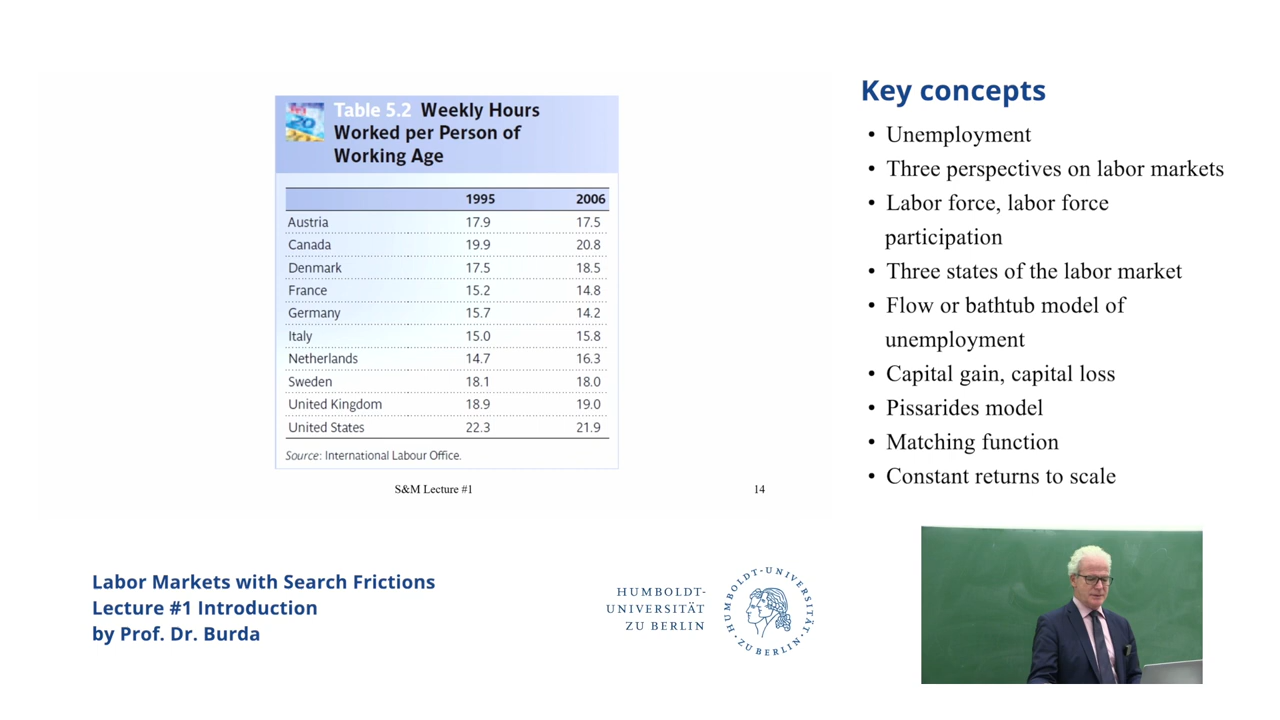 Table 5.2 Weekly Hours
Worked per Person of
Working Age
1995 2006
Austria 17.9 17.5
Canada 19.9 20.8
Denmark 17.5 18.5
France 15.2 14.8
Germany 15.7 14.2
Italy 15.0 15.8
Netherlands 14.7 16.3
Sweden 18.1 18.0
United Kingdom 18.9 19.0
United States 22.3 21.9
Source: International Labour Office.
S&M Lecture #1 14
Key concepts
• Unemployment
• Three perspectives on labor markets
• Labor force, labor force
participation
• Three states of the labor market
• Flow or bathtub model of
unemployment
• Capital gain, capital loss
• Pissarides model
• Matching function
• Constant returns to scale
Labor Markets with Search Frictions
Lecture #1 Introduction
by Prof. Dr. Burda
HUMBOLDT-
UNIVERSITÄT
ZU BERLIN
HUMBOLDT-UNIVERSITÄT
ZU BERLIN
20